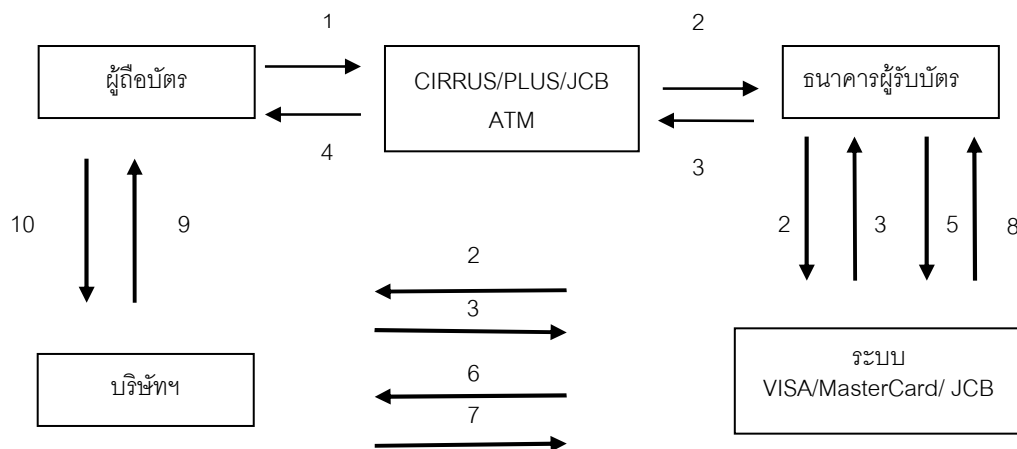 1
2
ผู้ถือบัตร
CIRRUS/PLUS/JCB
ATM
ธนาคารผู้รับบัตร
4
3
10
9
2
3
5
8
2
3
6
7
บริษัทฯ
ระบบ
VISA/MasterCard/ JCB